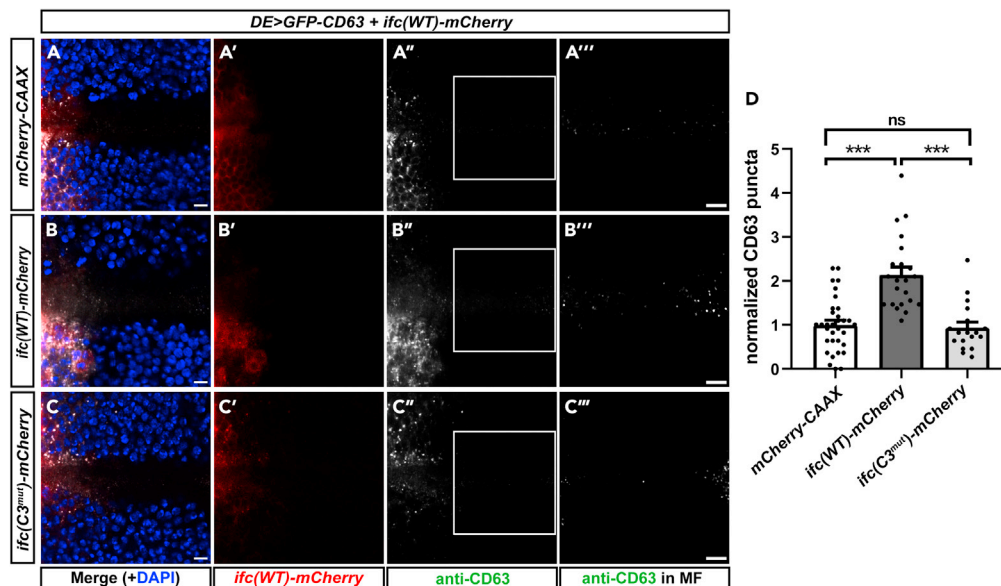 DE>GFP-CD63 + ifc(WT)-mCherry
mCherry-CAAX
A
A′
A″
A‴
B
B′
B″
B‴
ifc(WT)-mCherry
C
C′
C″
C‴
ifc(C3mut)-mCherry
Merge (+DAPI)
ifc(WT)-mCherry
anti-CD63
anti-CD63 in MF
D
ns
*** ***
normalized CD63 puncta
5
4
3
2
1
0
mCherry-CAAX
ifc(WT)-mCherry
ifc(C3mut)-mCherry